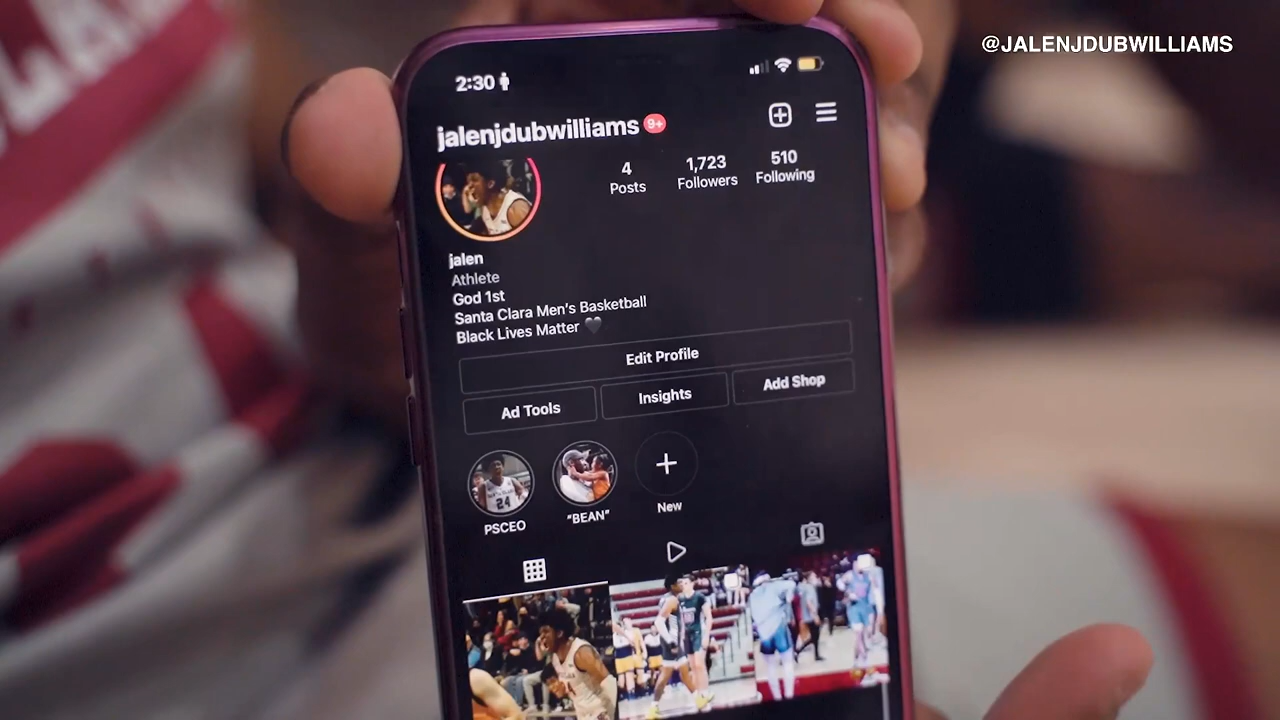 @JALENJDUBWILLIAMS
2:30
jalenjdubwilliams 9+
4 1,723 510
Posts Followers Following
jalen
Athlete
God 1st
Santa Clara Men's Basketball
Black Lives Matter 🖤
Edit Profile
Ad Tools Insights Add Shop
24
PSCEO "BEAN" New